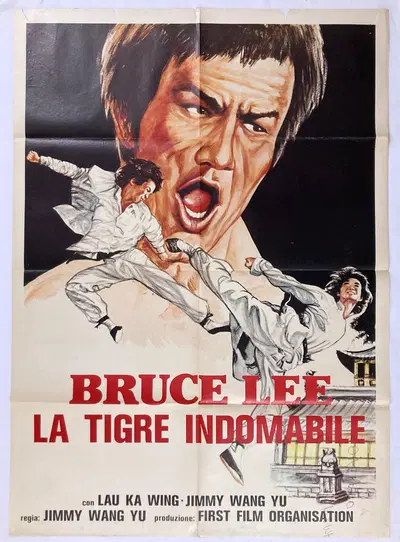 BRUCE LEE
LA TIGRE INDOMABILE
con LAU KA WING · JIMMY WANG YU
regia: JIMMY WANG YU produzione: FIRST FILM ORGANISATION